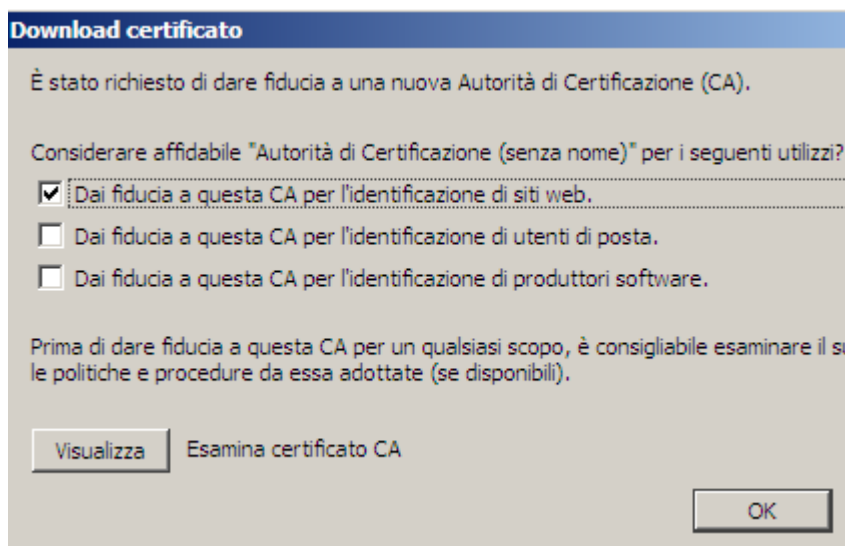 Download certificato
È stato richiesto di dare fiducia a una nuova Autorità di Certificazione (CA).
Considerare affidabile "Autorità di Certificazione (senza nome)" per i seguenti utilizzi?
Dai fiducia a questa CA per l'identificazione di siti web.
Dai fiducia a questa CA per l'identificazione di utenti di posta.
Dai fiducia a questa CA per l'identificazione di produttori software.
Prima di dare fiducia a questa CA per un qualsiasi scopo, è consigliabile esaminare il
le politiche e procedure da essa adottate (se disponibili).
Visualizza Esamina certificato CA
OK